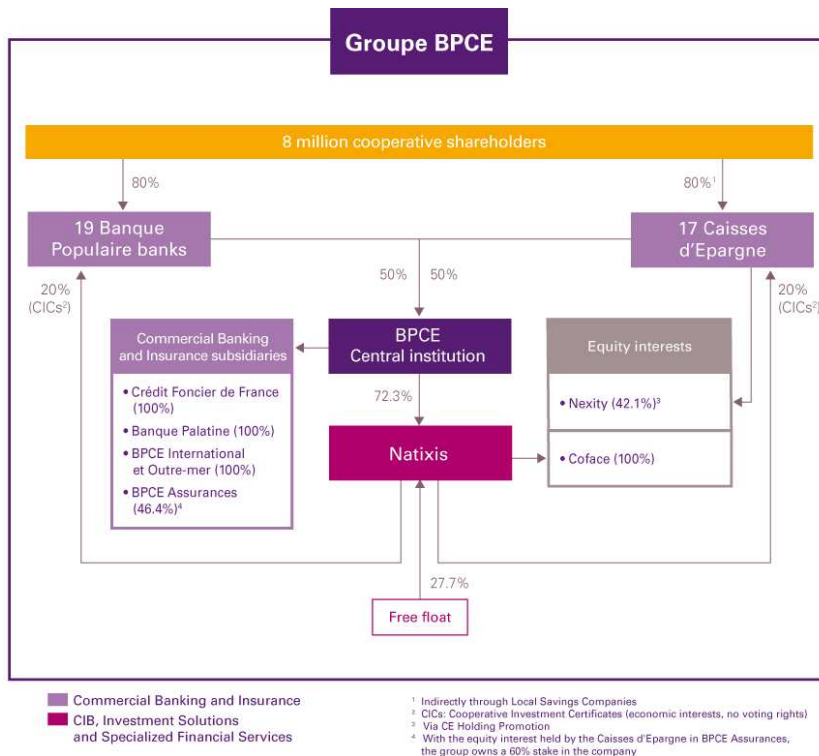 Groupe BPCE
8 million cooperative shareholders
80%
80%¹
19 Banque
Populaire banks
17 Caisses
d'Epargne
50%
50%
20%
(CICs²)
20%
(CICs²)
Commercial Banking
and Insurance subsidiaries
• Crédit Foncier de France
(100%)
• Banque Palatine (100%)
• BPCE International
et Outre-mer (100%)
• BPCE Assurances
(46.4%)⁴
BPCE
Central institution
72.3%
Natixis
Equity interests
• Nexity (42.1%)³
• Coface (100%)
27.7%
Free float
Commercial Banking and Insurance
CIB, Investment Solutions
and Specialized Financial Services
¹ Indirectly through Local Savings Companies
² CICs: Cooperative Investment Certificates (economic interests, no voting rights)
³ Via CE Holding Promotion
⁴ With the equity interest held by the Caisses d'Epargne in BPCE Assurances,
the group owns a 60% stake in the company